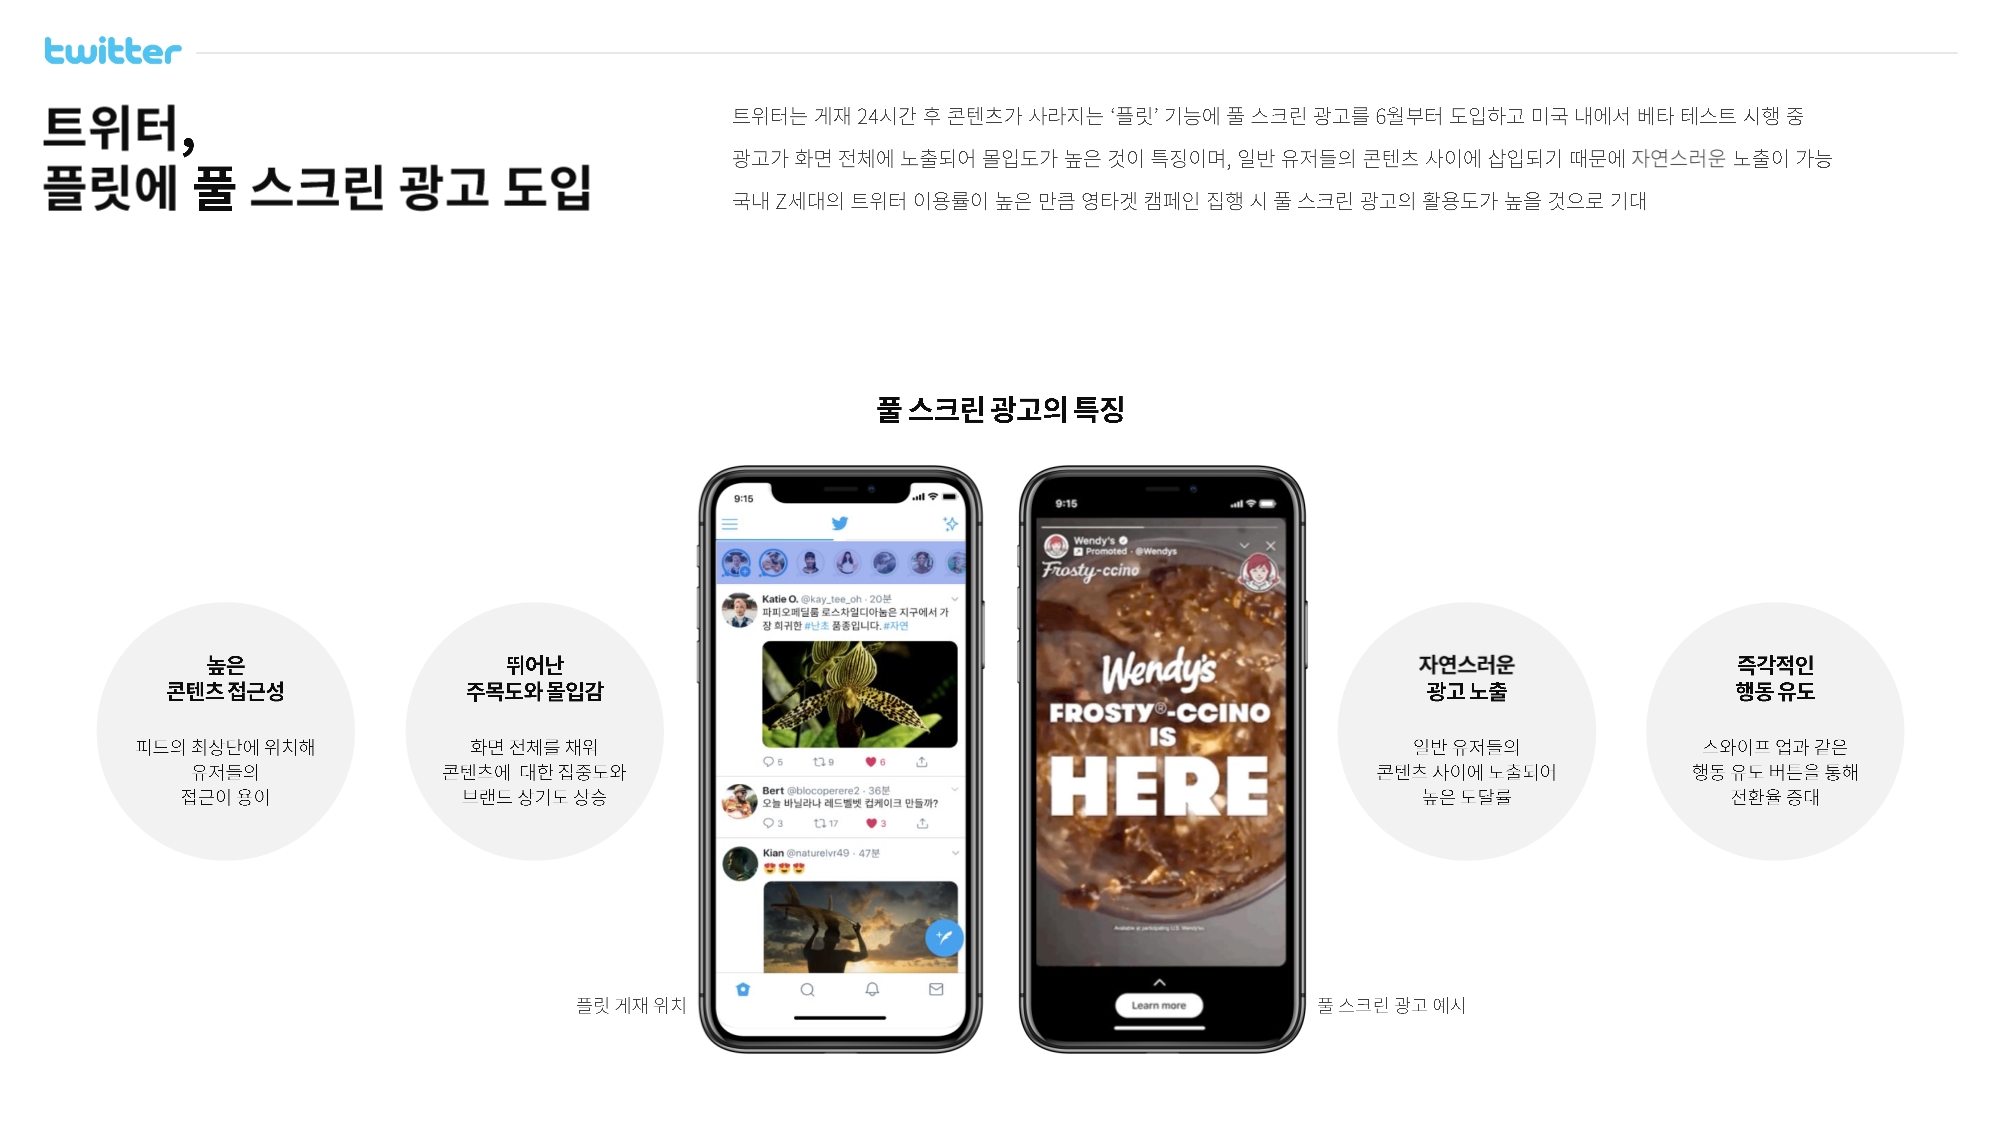 twitter
트위터,
플릿에 풀 스크린 광고 도입
트위터는 게재 24시간 후 콘텐츠가 사라지는 ‘플릿’ 기능에 풀 스크린 광고를 6월부터 도입하고 미국 내에서 베타 테스트 시행 중
광고가 화면 전체에 노출되어 몰입도가 높은 것이 특징이며, 일반 유저들의 콘텐츠 사이에 삽입되기 때문에 자연스러운 노출이 가능
국내 Z세대의 트위터 이용률이 높은 만큼 영타겟 캠페인 집행 시 풀 스크린 광고의 활용도가 높을 것으로 기대
풀 스크린 광고의 특징
높은
콘텐츠 접근성
피드의 최상단에 위치해
유저들의
접근이 용이
뛰어난
주목도와 몰입감
화면 전체를 채워
콘텐츠에 대한 집중도와
브랜드 상기도 상승
9:15
Katie O. @kay_tee_oh · 20분
파피오페딜룸 로스차일디아눔은 지구에서 가
장 희귀한 #난초 품종입니다. #자연
5 9 6
Bert @blocoperere2 · 36분
오늘 바닐라나 레드벨벳 컵케이크 만들까?
3 17 3
Kian @naturelvr49 · 47분
플릿 게재 위치
9:15
Wendy's
Promoted · @Wendys
Frosty-ccino
Wendy's
FROSTY®-CCINO
IS
HERE
Available at participating U.S. Wendy's.
Learn more
풀 스크린 광고 예시
자연스러운
광고 노출
일반 유저들의
콘텐츠 사이에 노출되어
높은 도달률
즉각적인
행동 유도
스와이프 업과 같은
행동 유도 버튼을 통해
전환율 증대